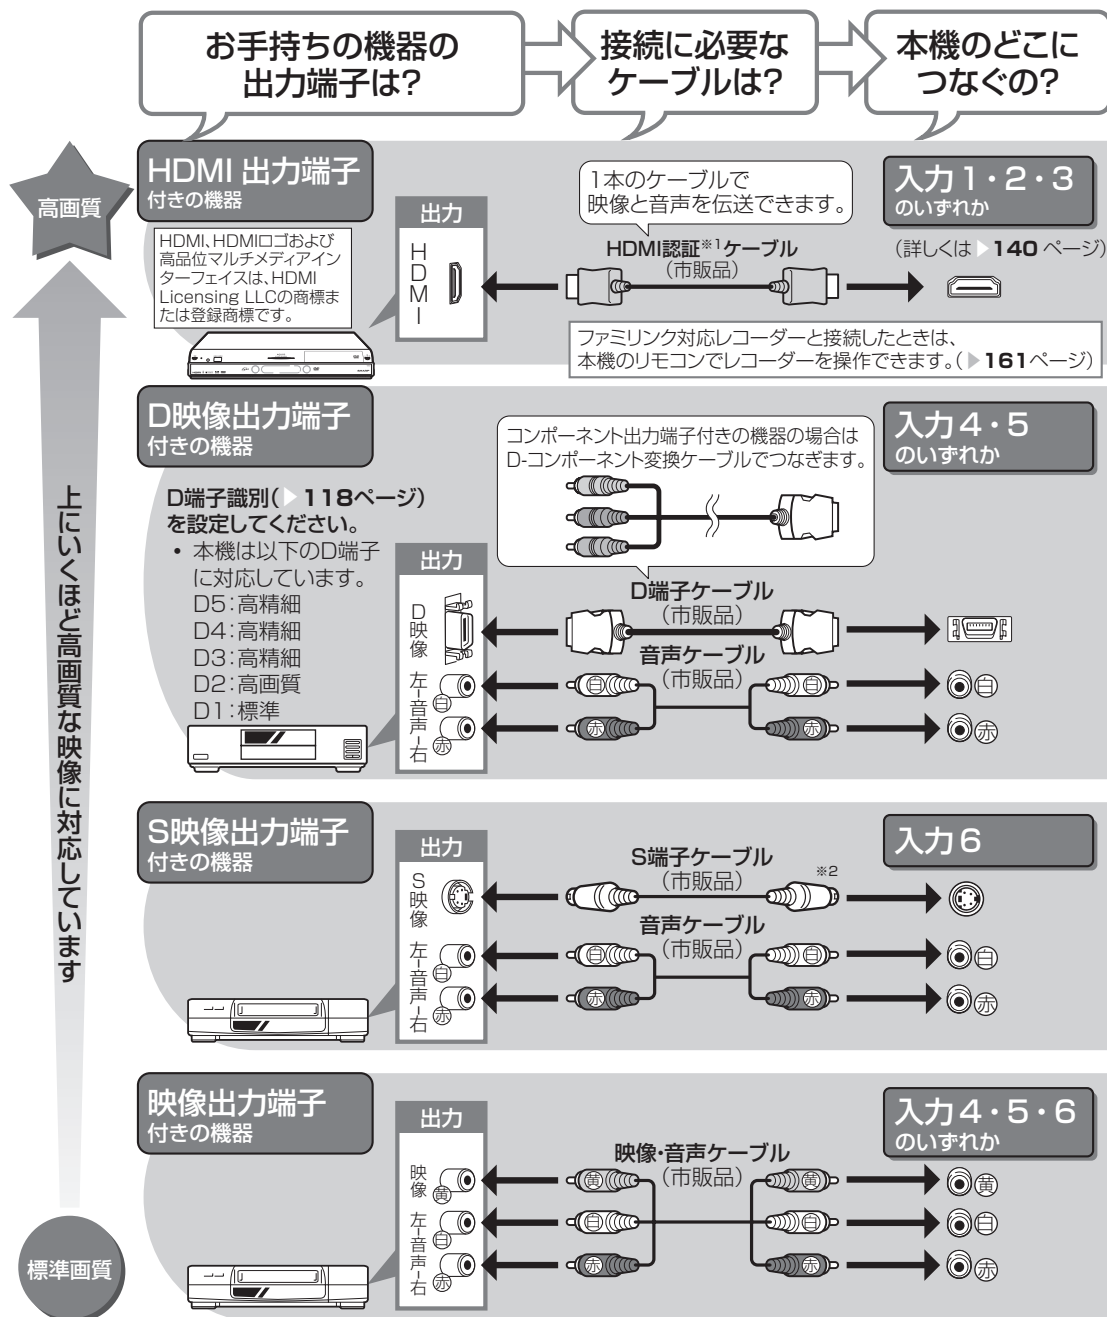 お手持ちの機器の
出力端子は?
接続に必要な
ケーブルは?
本機のどこに
つなぐの?
高画質
上にいくほど高画質な映像に対応しています
標準画質
HDMI 出力端子
付きの機器
HDMI、HDMIロゴおよび
高品位マルチメディアイン
ターフェイスは、HDMI
Licensing LLCの商標ま
たは登録商標です。
出力
HDMI
1本のケーブルで
映像と音声を伝送できます。
HDMI認証※1ケーブル
(市販品)
入力1・2・3
のいずれか
(詳しくは▶140 ページ)
ファミリンク対応レコーダーと接続したときは、
本機のリモコンでレコーダーを操作できます。(▶161ページ)
D映像出力端子
付きの機器
D端子識別(▶118ページ)
を設定してください。
• 本機は以下のD端子
に対応しています。
D5:高精細
D4:高精細
D3:高精細
D2:高画質
D1:標準
出力
D映像
左-音声-右
白
赤
コンポーネント出力端子付きの機器の場合は
D-コンポーネント変換ケーブルでつなぎます。
D端子ケーブル
(市販品)
音声ケーブル
(市販品)
白
白
赤
赤
入力4・5
のいずれか
白
赤
S映像出力端子
付きの機器
出力
S映像
左-音声-右
白
赤
S端子ケーブル
(市販品)
※2
音声ケーブル
(市販品)
白
白
赤
赤
入力6
白
赤
映像出力端子
付きの機器
出力
映像
黄
左-音声-右
白
赤
映像・音声ケーブル
(市販品)
黄
黄
白
白
赤
赤
入力4・5・6
のいずれか
黄
白
赤